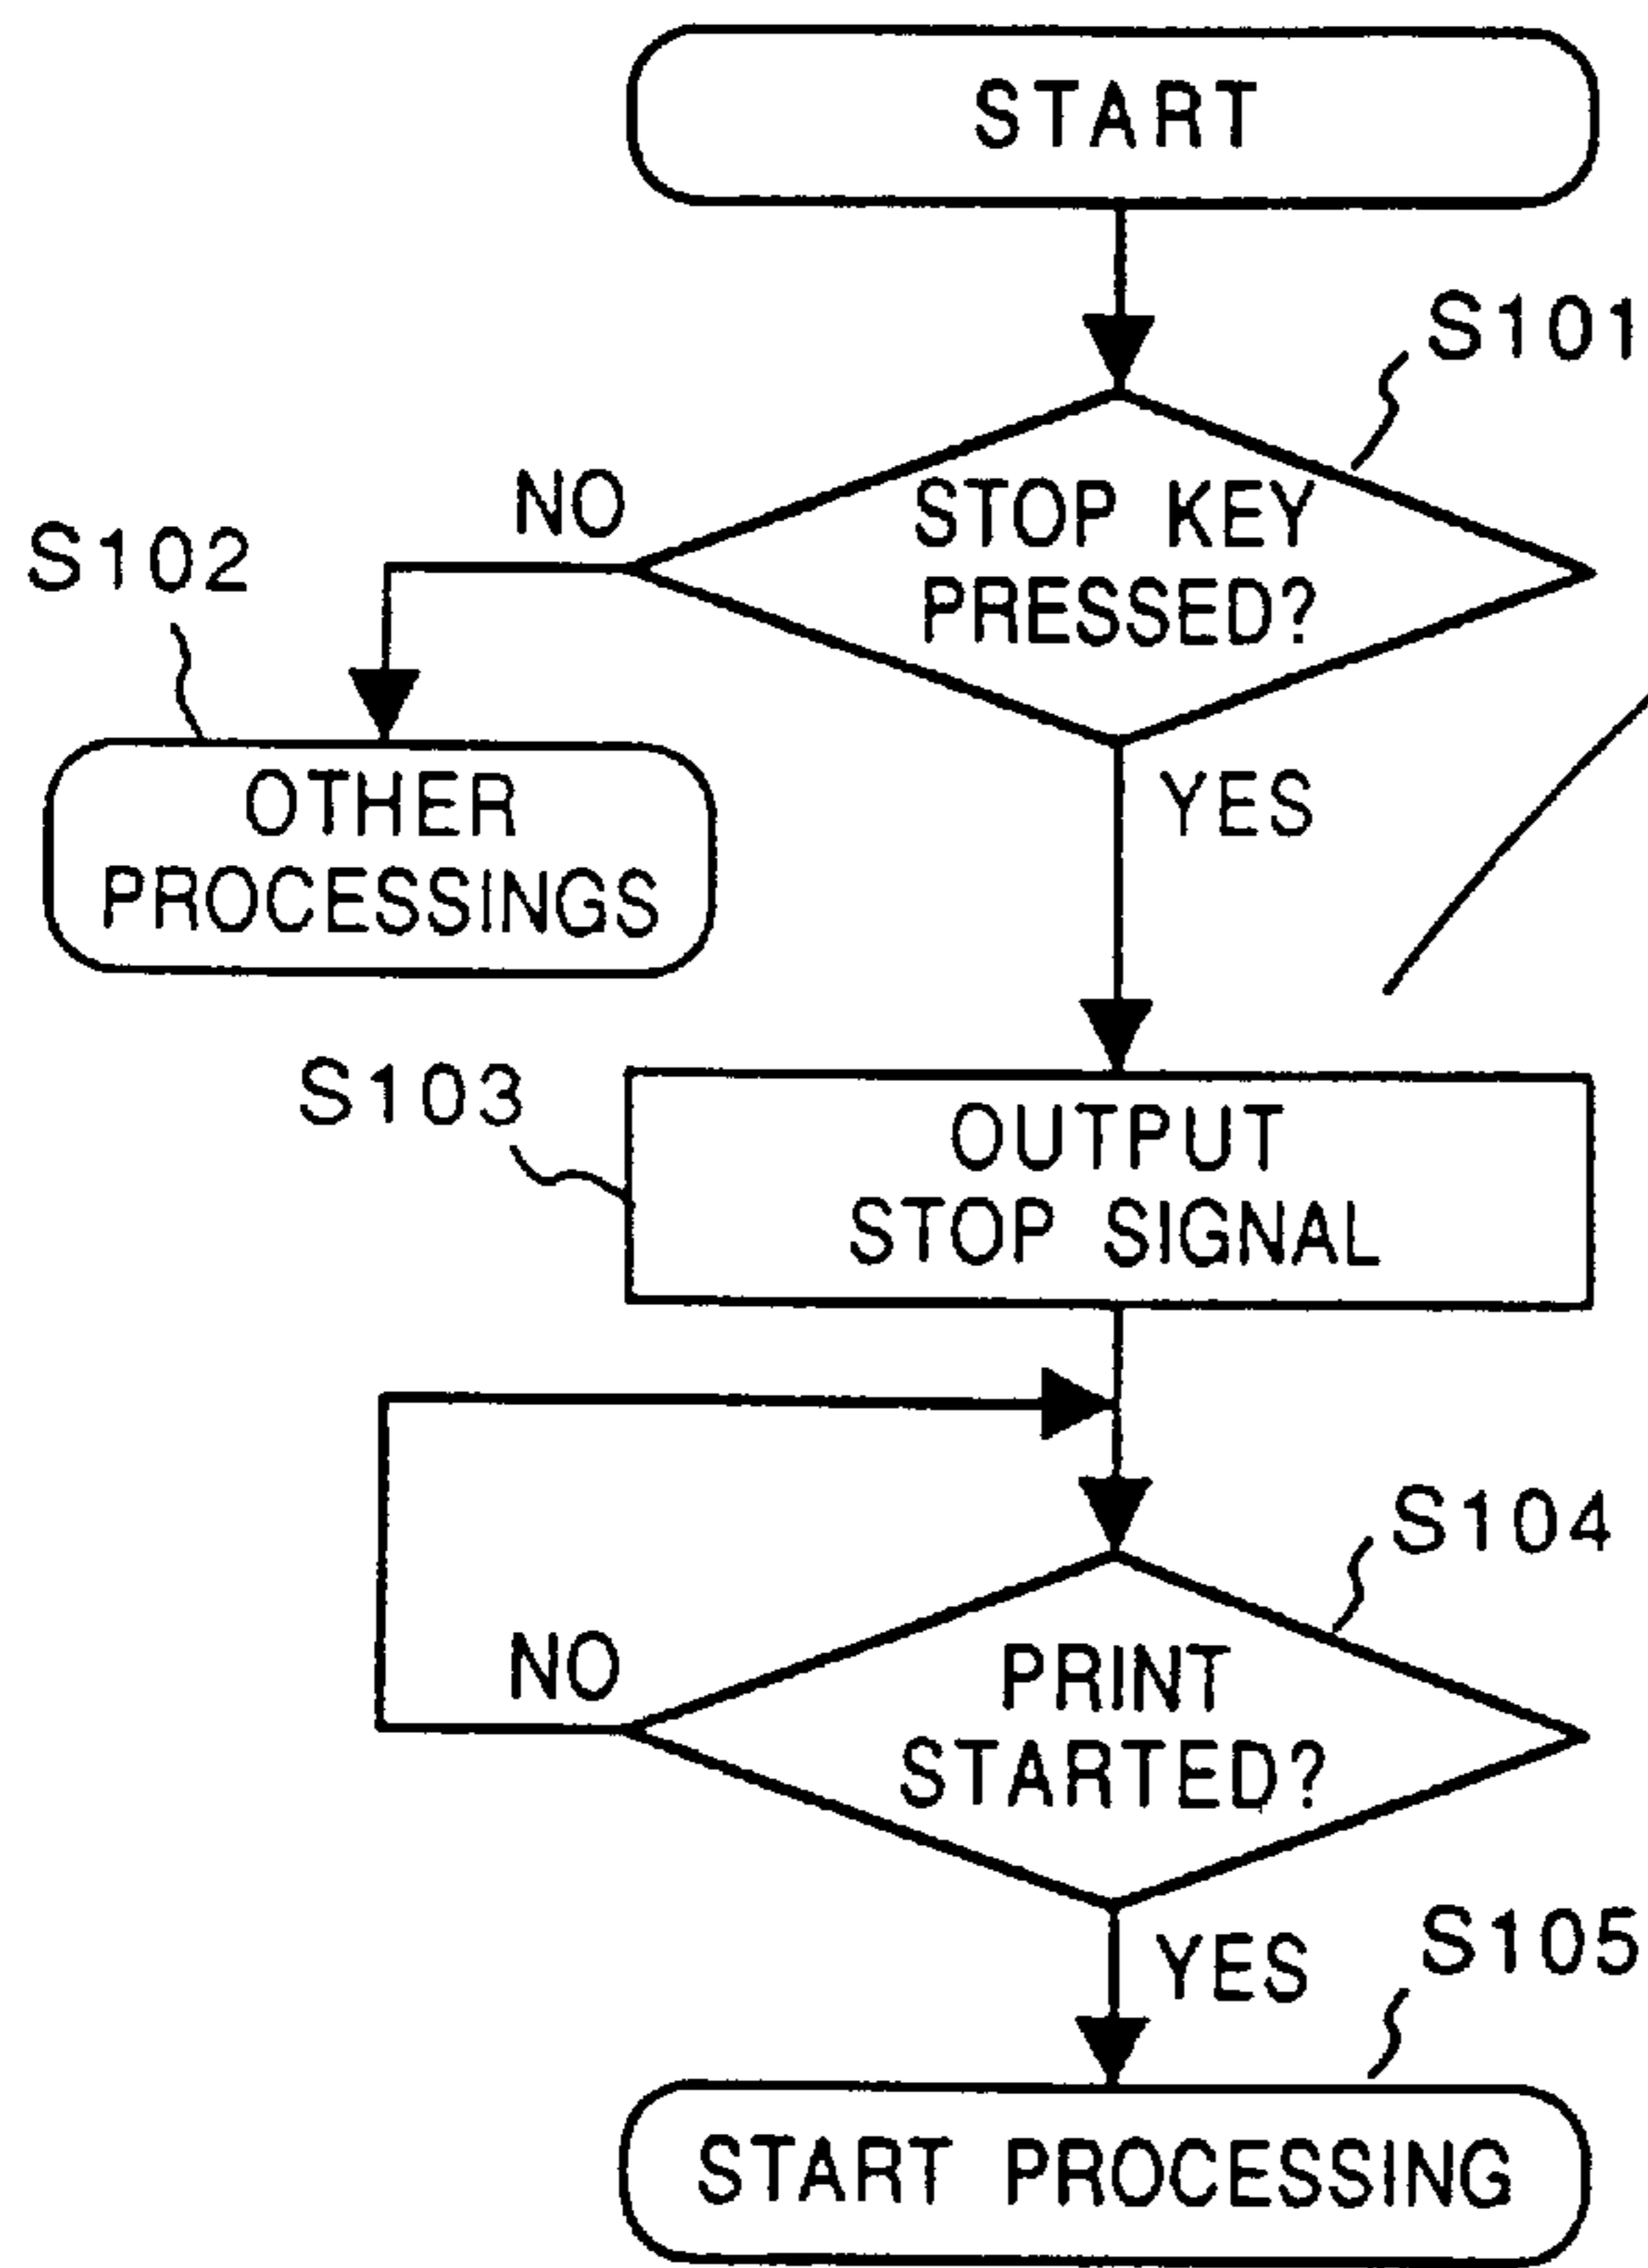 START
S101
STOP KEY
PRESSED?
NO
S102
YES
OTHER
PROCESSINGS
S103
OUTPUT
STOP SIGNAL
S104
NO
PRINT
STARTED?
YES
S105
START PROCESSING